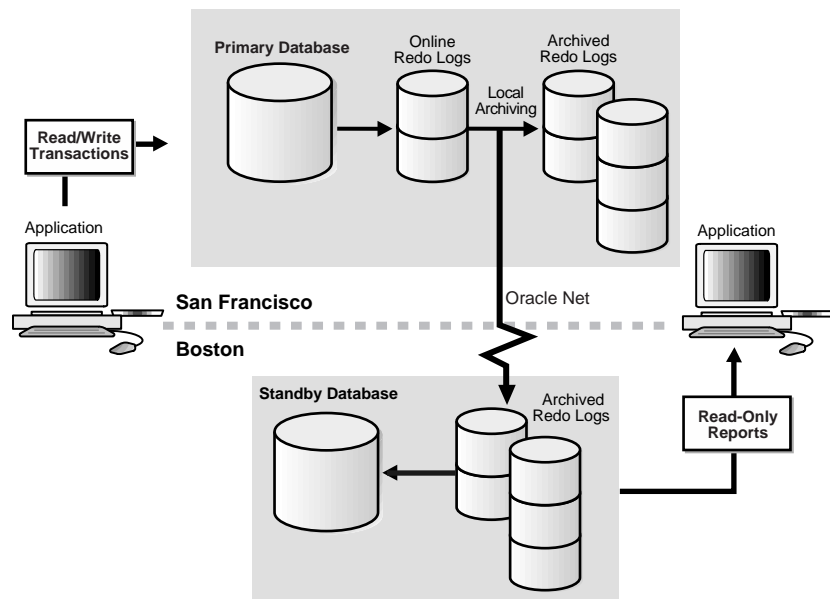 Primary Database
Online
Redo Logs
Archived
Redo Logs
Local
Archiving
Read/Write
Transactions
Application
Application
San Francisco
Oracle Net
Boston
Standby Database
Archived
Redo Logs
Read-Only
Reports